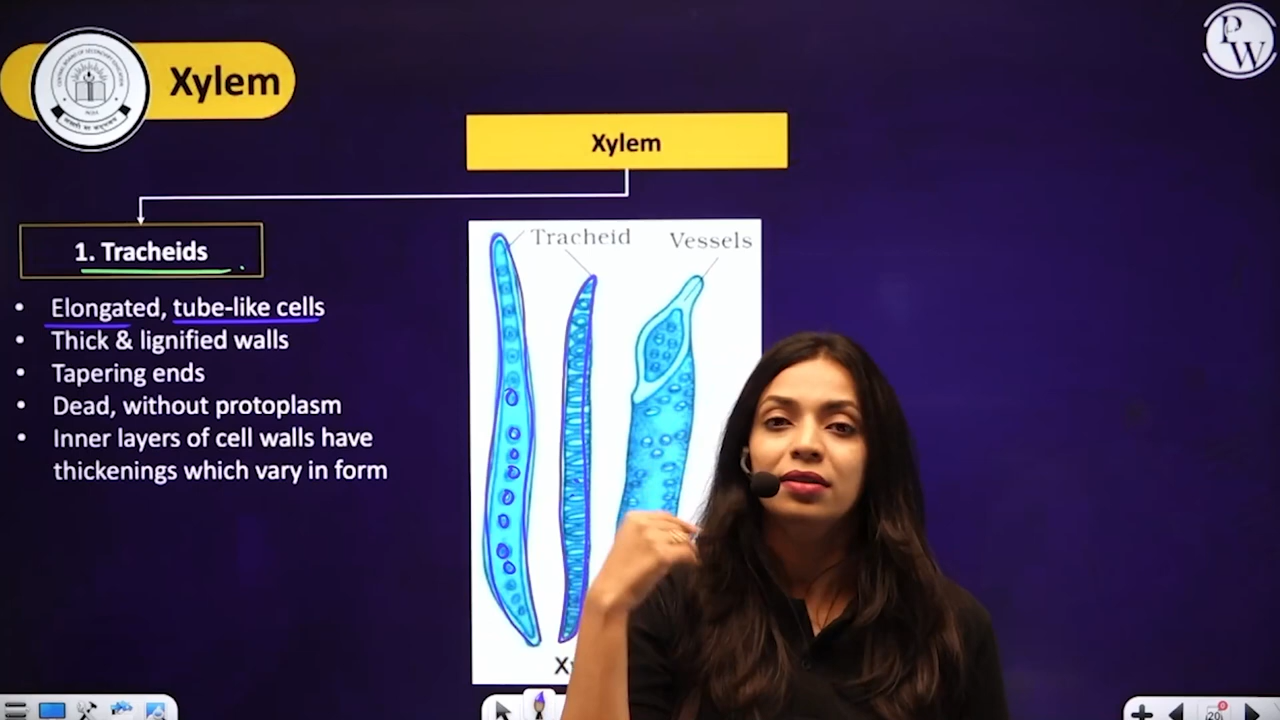 Xylem
PW
Xylem
1. Tracheids
• Elongated, tube-like cells
• Thick & lignified walls
• Tapering ends
• Dead, without protoplasm
• Inner layers of cell walls have
thickenings which vary in form
Tracheid
Vessels